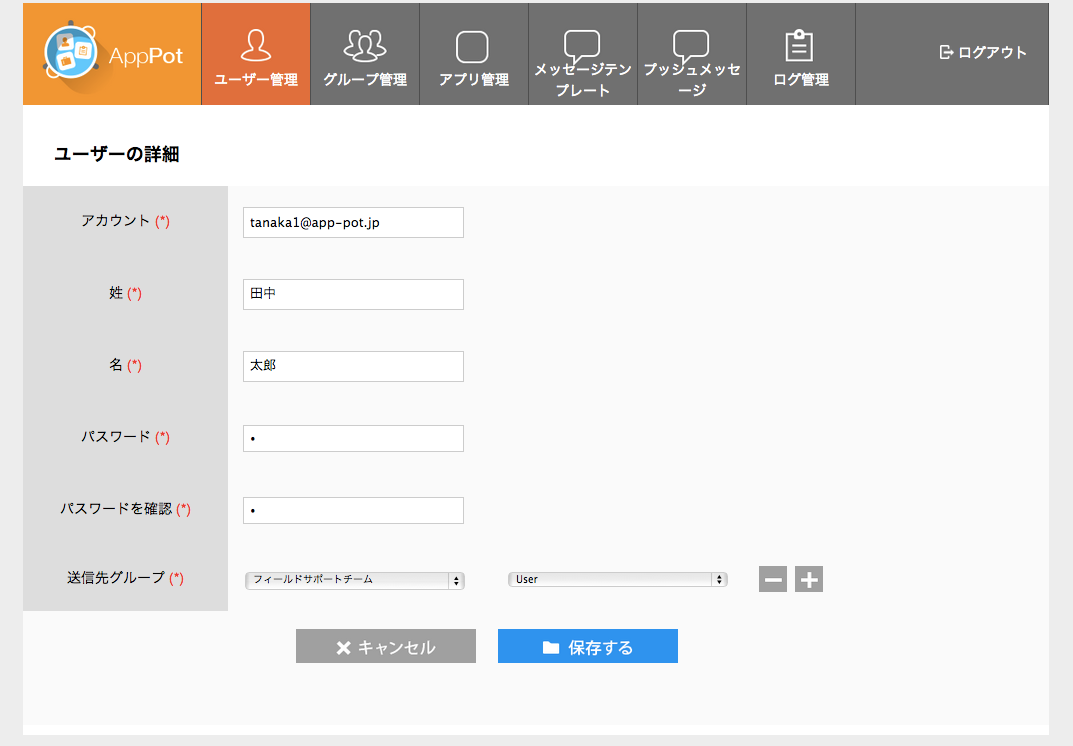 AppPot
ユーザー管理
グループ管理
アプリ管理
メッセージテン
プレート
プッシュメッセ
ージ
ログ管理
ログアウト
ユーザーの詳細
アカウント (*)
tanaka1@app-pot.jp
姓 (*)
田中
名 (*)
太郎
パスワード (*)
•
パスワードを確認 (*)
•
送信先グループ (*)
フィールドサポートチーム
User
キャンセル
保存する